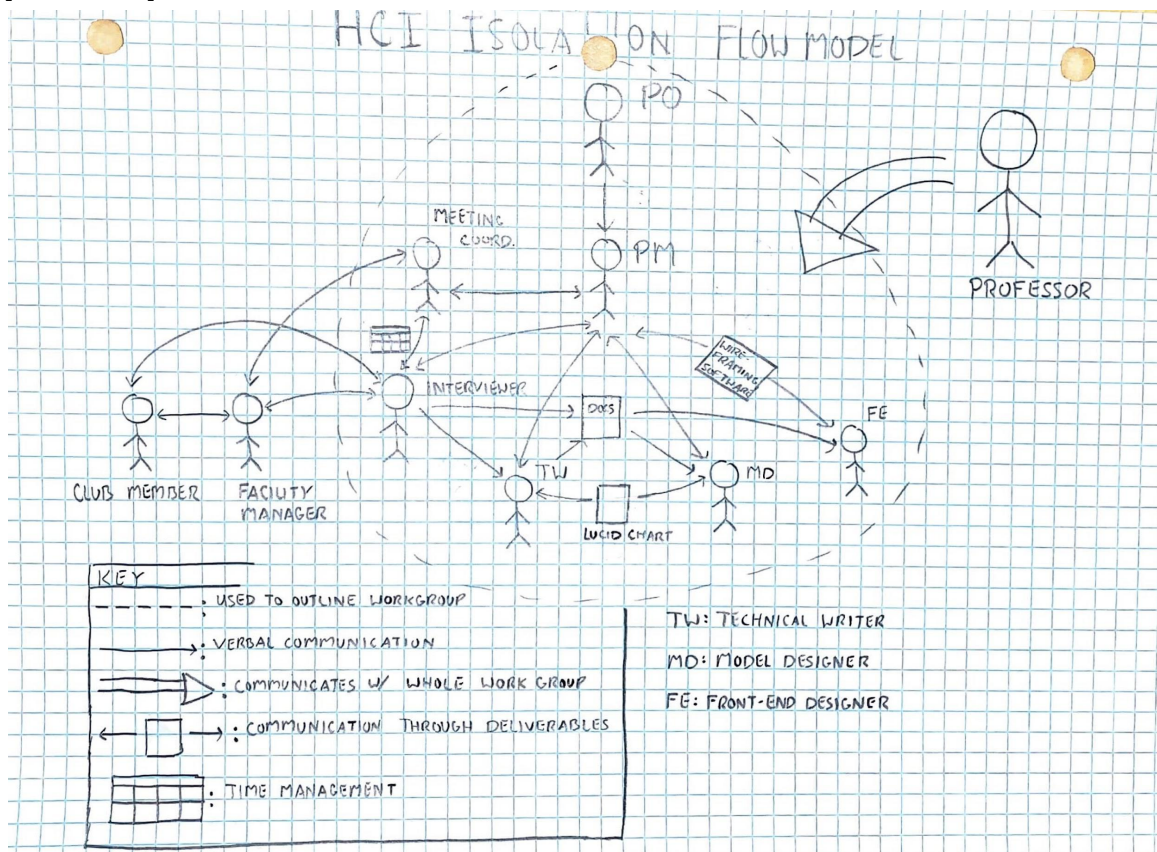 HCI ISOLATION FLOW MODEL
PO
MEETING
COORD.
PM
PROFESSOR
WIRE-
FRAMING
SOFTWARE
INTERVIEWER
DOCS
FE
TW
MD
CLUB MEMBER
FACILITY
MANAGER
LUCID CHART
KEY
: USED TO OUTLINE WORKGROUP
: VERBAL COMMUNICATION
: COMMUNICATES W/ WHOLE WORK GROUP
: COMMUNICATION THROUGH DELIVERABLES
: TIME MANAGEMENT
TW: TECHNICAL WRITER
MD: MODEL DESIGNER
FE: FRONT-END DESIGNER